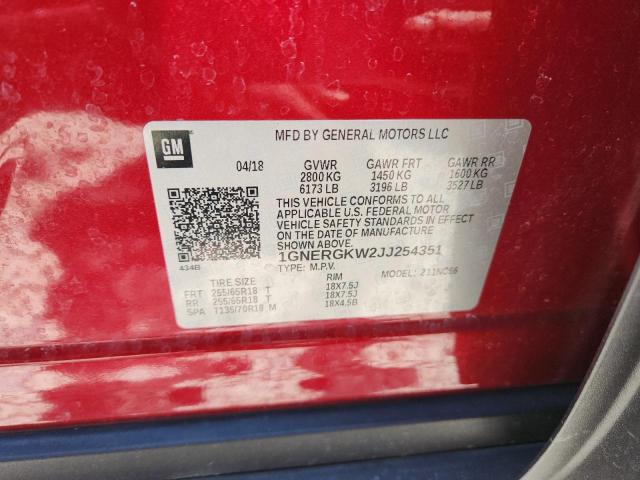 GM
MFD BY GENERAL MOTORS LLC
04/18 GVWR GAWR FRT GAWR RR
2800 KG 1450 KG 1600 KG
6173 LB 3196 LB 3527 LB
THIS VEHICLE CONFORMS TO ALL
APPLICABLE U.S. FEDERAL MOTOR
VEHICLE SAFETY STANDARDS IN EFFECT
ON THE DATE OF MANUFACTURE
SHOWN ABOVE.
1GNERGKW2JJ254351
434B
TYPE: M.P.V. MODEL: 211NC56
TIRE SIZE RIM
FRT 255/65R18 T 18X7.5J
RR 255/65R18 T 18X7.5J
SPA T135/70R18 M 18X4.5B